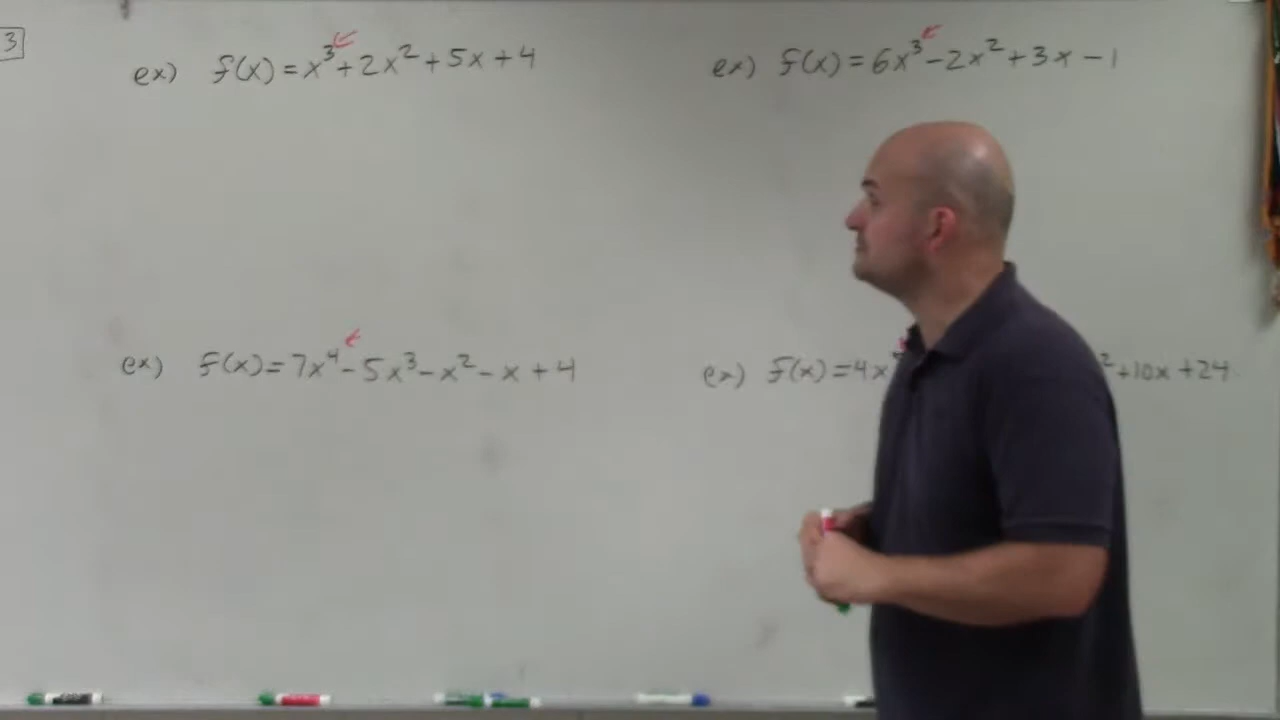 3
ex) f(x) = x³ + 2x² + 5x + 4
ex) f(x) = 6x³ - 2x² + 3x - 1
ex) f(x) = 7x⁴ - 5x³ - x² - x + 4
ex) f(x) = 4x ² + 10x + 24